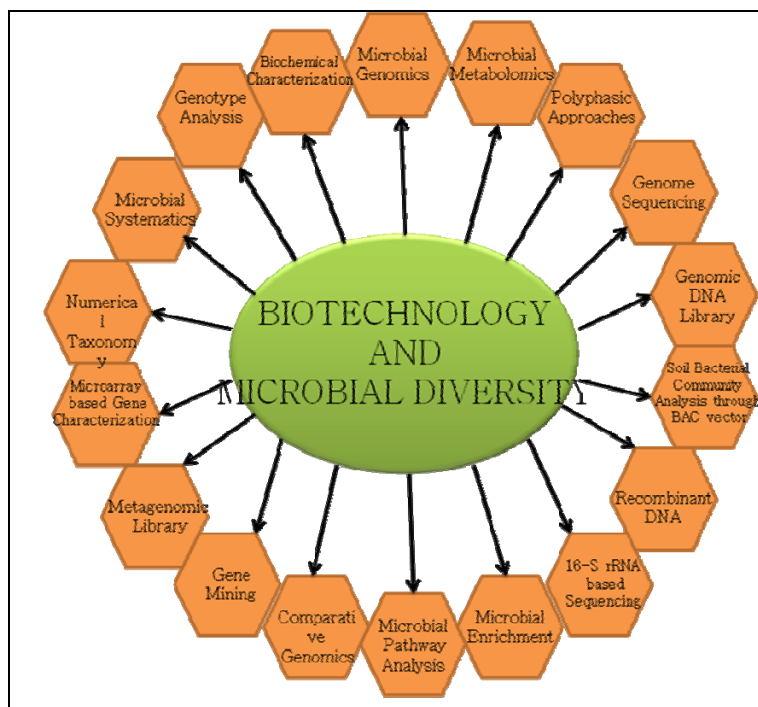 BIOTECHNOLOGY
AND
MICROBIAL DIVERSITY
Microbial
Genomics
Microbial
Metabolomics
Polyphasic
Approaches
Genome
Sequencing
Genomic
DNA
Library
Soil Bacterial
Community
Analysis through
BAC vector
Recombinant
DNA
16-S rRNA
based
Sequencing
Microbial
Enrichment
Microbial
Pathway
Analysis
Comparati
ve
Genomics
Gene
Mining
Metagenomic
Library
Microarray
based Gene
Characterization
Numerica
l
Taxonom
y
Microbial
Systematics
Genotype
Analysis
Biochemical
Characterization